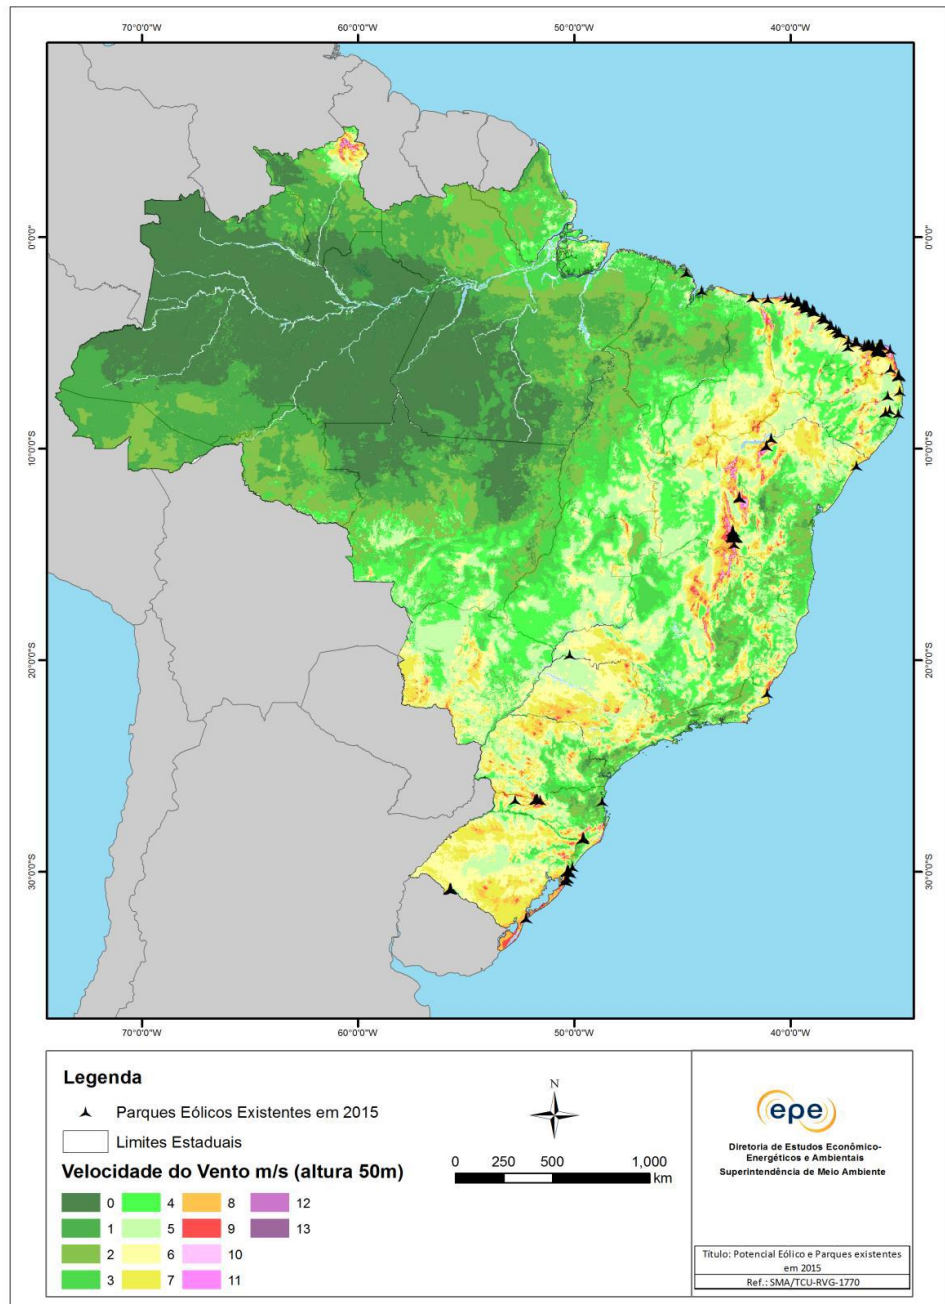 70°0'0"W 60°0'0"W 50°0'0"W 40°0'0"W
0°0'0" 0°0'0"
10°0'0"S 10°0'0"S
20°0'0"S 20°0'0"S
30°0'0"S 30°0'0"S
70°0'0"W 60°0'0"W 50°0'0"W 40°0'0"W
Legenda
Parques Eólicos Existentes em 2015
Limites Estaduais
Velocidade do Vento m/s (altura 50m)
0 4 8 12
1 5 9 13
2 6 10
3 7 11
N
0 250 500 1,000
km
epe
Diretoria de Estudos Econômico-
Energéticos e Ambientais
Superintendência de Meio Ambiente
Título: Potencial Eólico e Parques existentes
em 2015
Ref.: SMA/TCU-RVG-1770